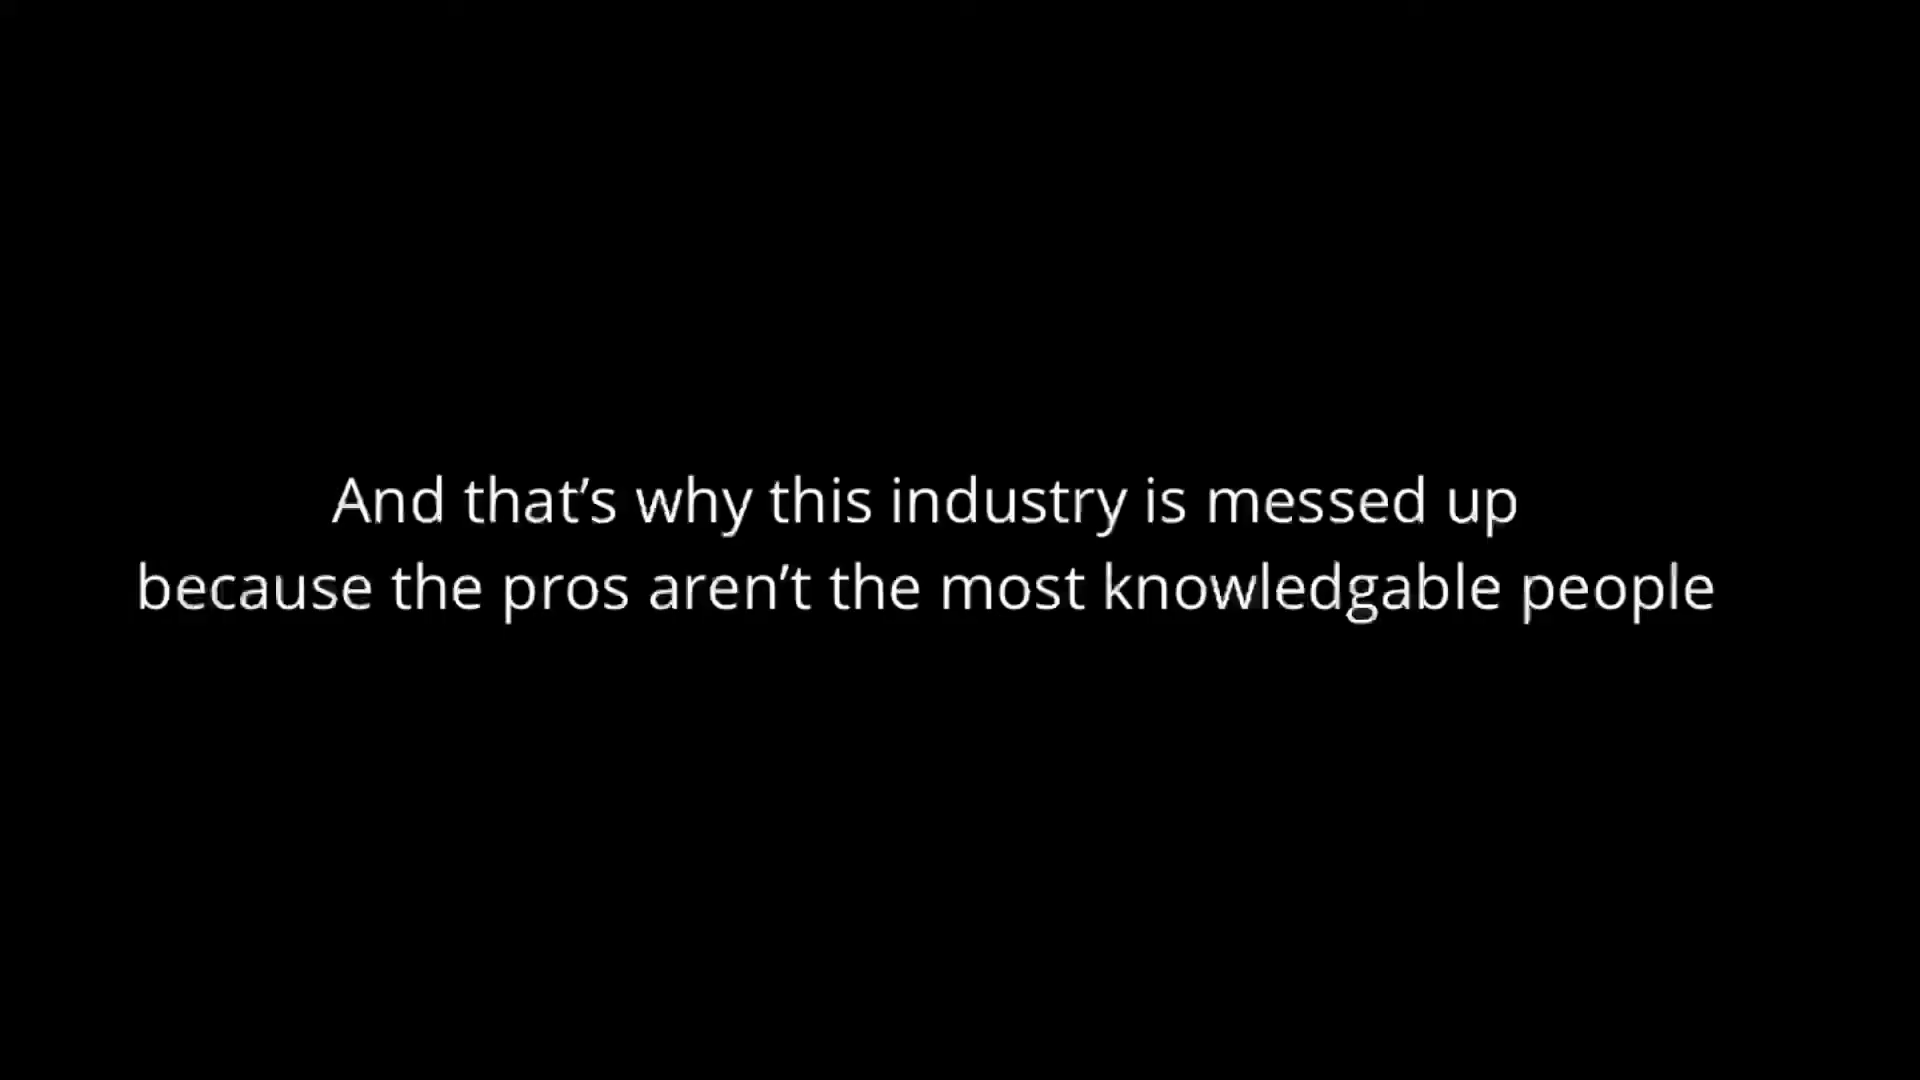 And that’s why this industry is messed up
because the pros aren’t the most knowledgable people